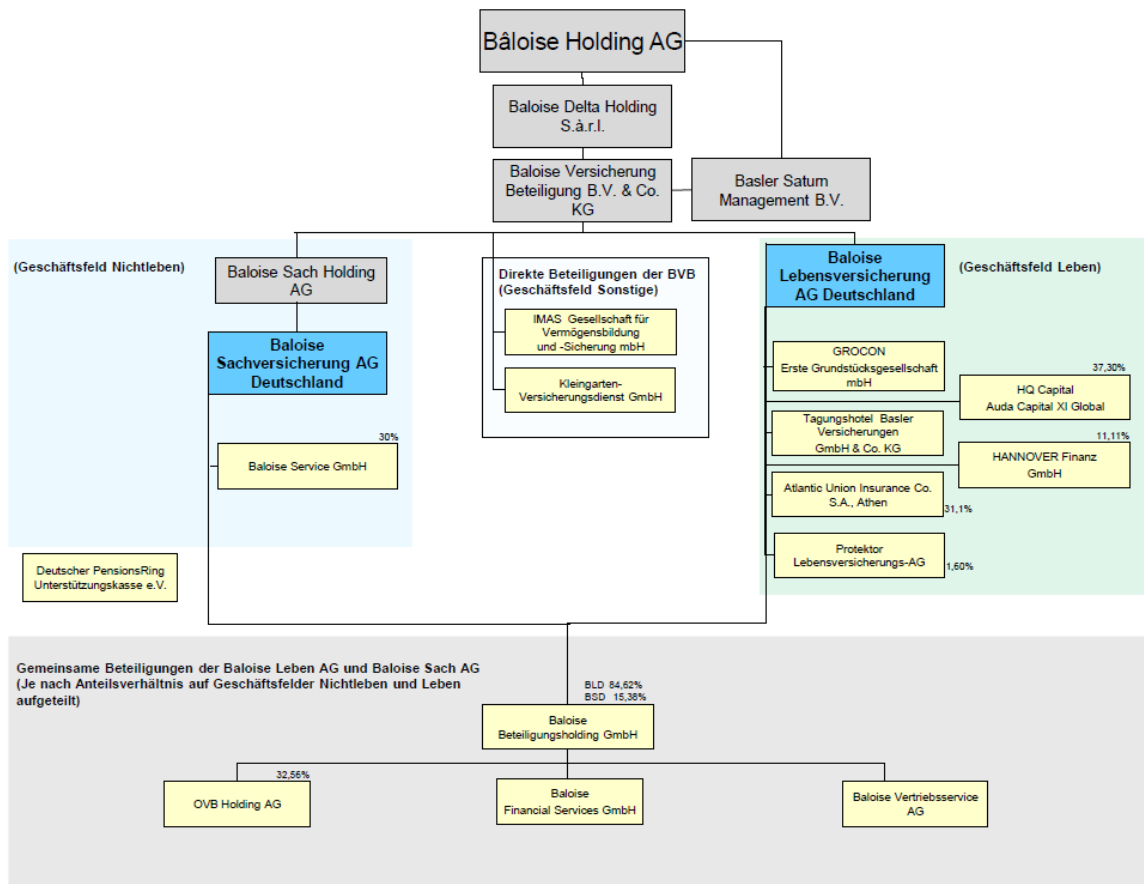 Bâloise Holding AG
Baloise Delta Holding
S.à.r.l.
Baloise Versicherung
Beteiligung B.V. & Co.
KG
Basler Saturn
Management B.V.
(Geschäftsfeld Nichtleben)
Baloise Sach Holding
AG
Baloise
Sachversicherung AG
Deutschland
30%
Baloise Service GmbH
Direkte Beteiligungen der BVB
(Geschäftsfeld Sonstige)
IMAS Gesellschaft für
Vermögensbildung
und -Sicherung mbH
Kleingarten-
Versicherungsdienst GmbH
Baloise
Lebensversicherung
AG Deutschland
(Geschäftsfeld Leben)
GROCON
Erste Grundstücksgesellschaft
mbH
37,30%
HQ Capital
Auda Capital XI Global
Tagungshotel Basler
Versicherungen
GmbH & Co. KG
11,11%
HANNOVER Finanz
GmbH
Atlantic Union Insurance Co.
S.A., Athen
31,1%
Protektor
Lebensversicherungs-AG
1,60%
Deutscher PensionsRing
Unterstützungskasse e.V.
Gemeinsame Beteiligungen der Baloise Leben AG und Baloise Sach AG
(Je nach Anteilsverhältnis auf Geschäftsfelder Nichtleben und Leben
aufgeteilt)
BLD 84,62%
BSD 15,38%
Baloise
Beteiligungsholding GmbH
32,56%
OVB Holding AG
Baloise
Financial Services GmbH
Baloise Vertriebsservice
AG